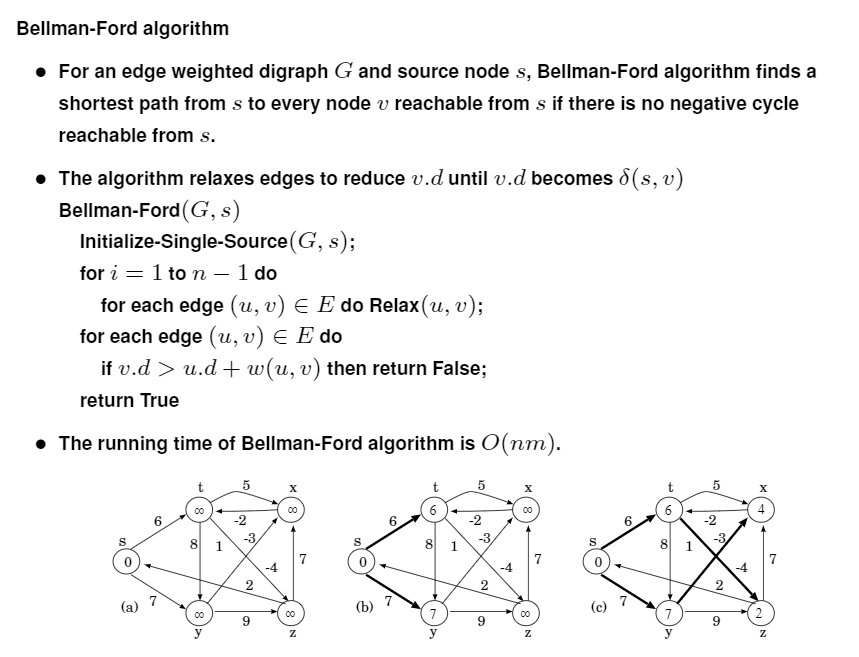 Bellman-Ford algorithm
• For an edge weighted digraph G and source node s, Bellman-Ford algorithm finds a
shortest path from s to every node v reachable from s if there is no negative cycle
reachable from s.
• The algorithm relaxes edges to reduce v.d until v.d becomes δ(s, v)
Bellman-Ford(G, s)
Initialize-Single-Source(G, s);
for i = 1 to n − 1 do
for each edge (u, v) ∈ E do Relax(u, v);
for each edge (u, v) ∈ E do
if v.d > u.d + w(u, v) then return False;
return True
• The running time of Bellman-Ford algorithm is O(nm).
t 5 x t 5 x t 5 x
∞ ∞ 6 ∞ 6 4
6 -2 6 -2 6 -2
s 8 1 -3 s 8 1 -3 s 8 1 -3
0 -4 7 0 -4 7 0 -4 7
2 2 2
(a) 7 (b) 7 (c) 7
∞ ∞ 7 ∞ 7 2
9 9 9
y z y z y z